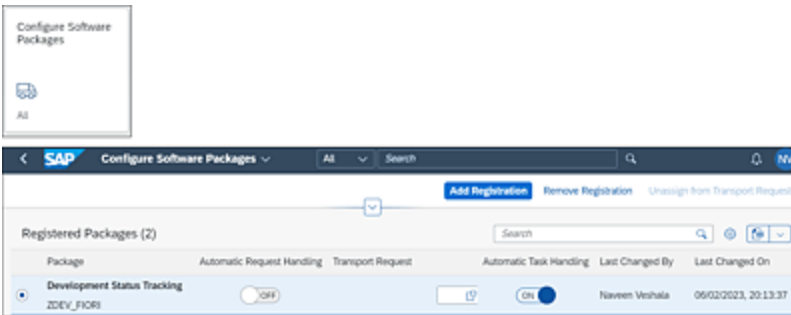 Configure Software
Packages
All
SAP Configure Software Packages All Search NV
Add Registration Remove Registration Unassign from Transport Request
Registered Packages (2) Search
Package Automatic Request Handling Transport Request Automatic Task Handling Last Changed By Last Changed On
Development Status Tracking
OFF ON Naveen Veshala 06/02/2023, 20:13:37
ZDEV_FIORI